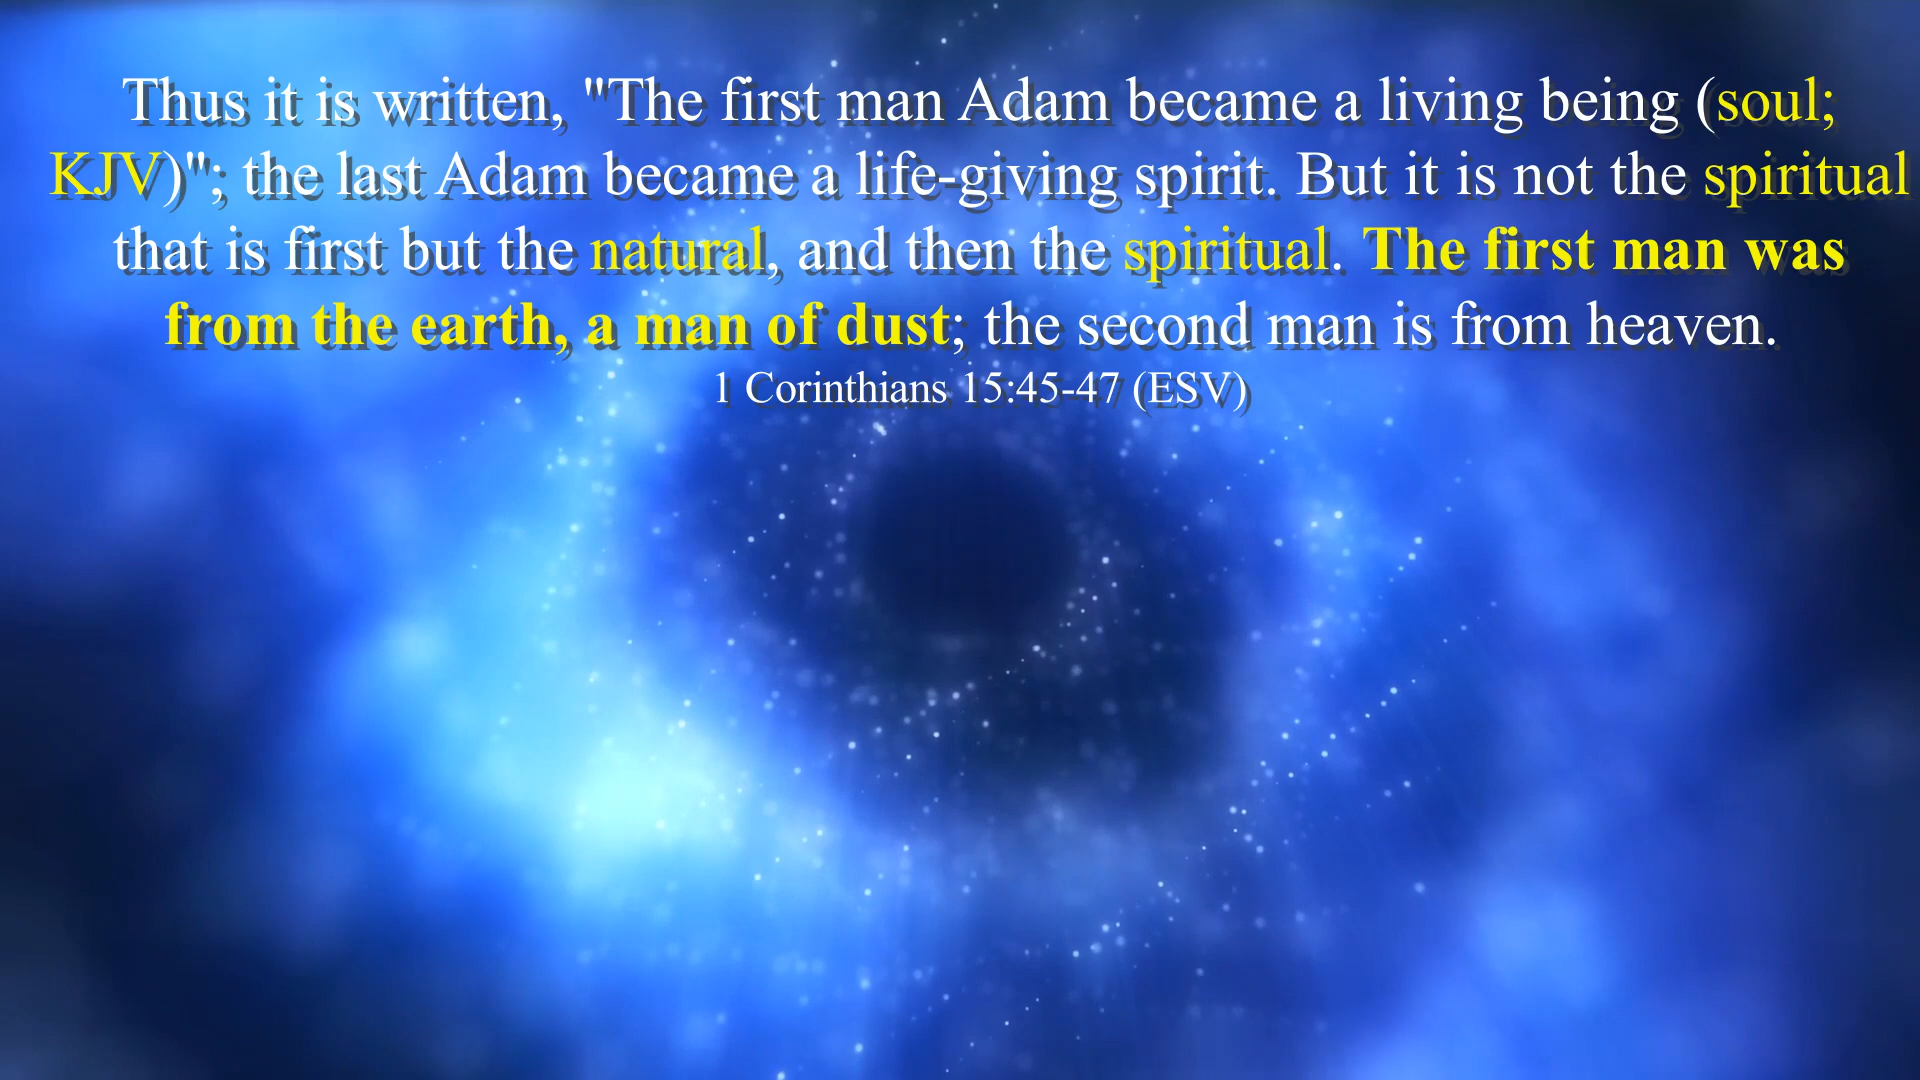 Thus it is written, "The first man Adam became a living being (soul;
KJV)"; the last Adam became a life-giving spirit. But it is not the spiritual
that is first but the natural, and then the spiritual. The first man was
from the earth, a man of dust; the second man is from heaven.
1 Corinthians 15:45-47 (ESV)